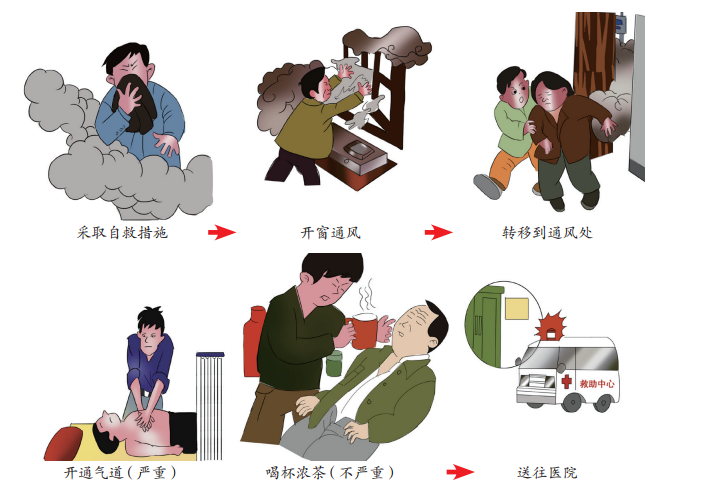 采取自救措施
开窗通风
转移到通风处
救助中心
开通气道（严重）
喝杯浓茶（不严重）
送往医院